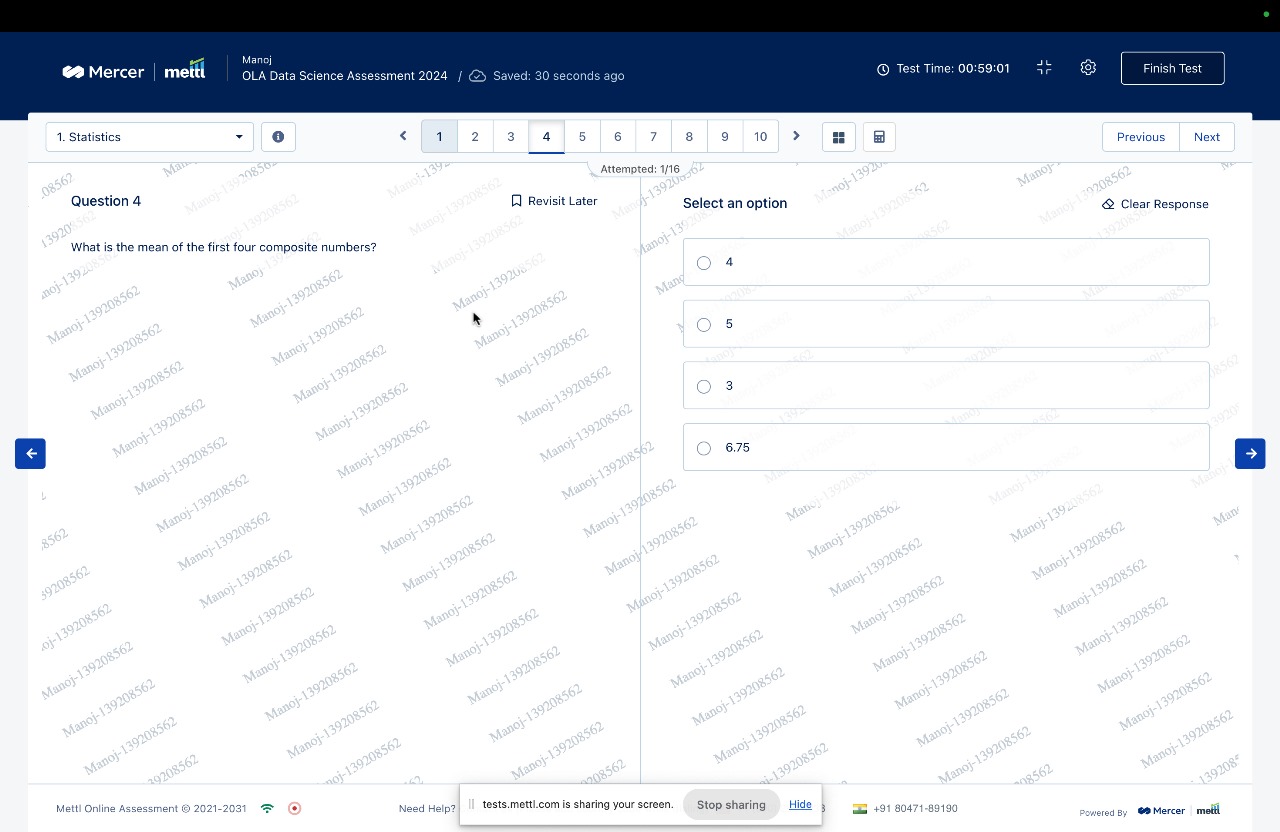 Mercer mettl
Manoj
OLA Data Science Assessment 2024 / Saved: 30 seconds ago
Test Time: 00:59:01
Finish Test
1. Statistics
1 2 3 4 5 6 7 8 9 10
Previous Next
Attempted: 1/16
Question 4
Revisit Later
What is the mean of the first four composite numbers?
Select an option
Clear Response
4
5
3
6.75
Manoj-139208562
Mettl Online Assessment © 2021-2031
Need Help?
tests.mettl.com is sharing your screen. Stop sharing Hide
+91 80471-89190
Powered By Mercer mettl